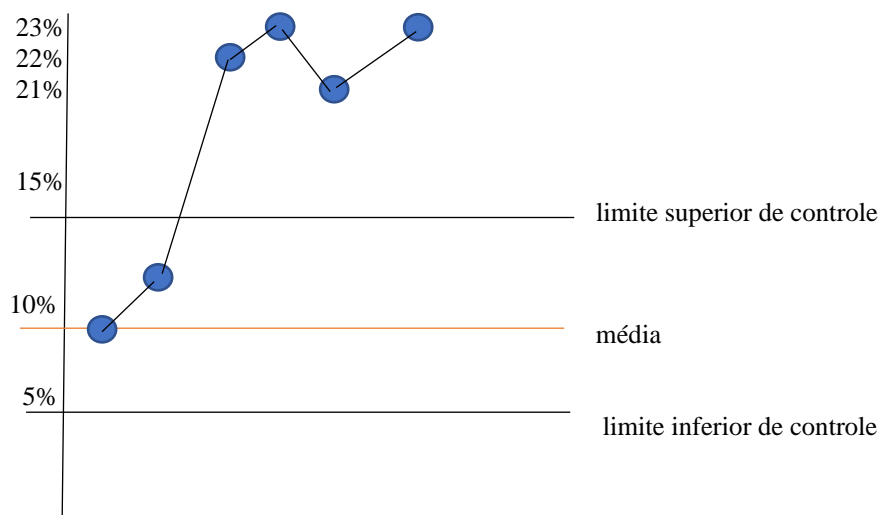 23%
22%
21%
15%
limite superior de controle
10%
média
5%
limite inferior de controle